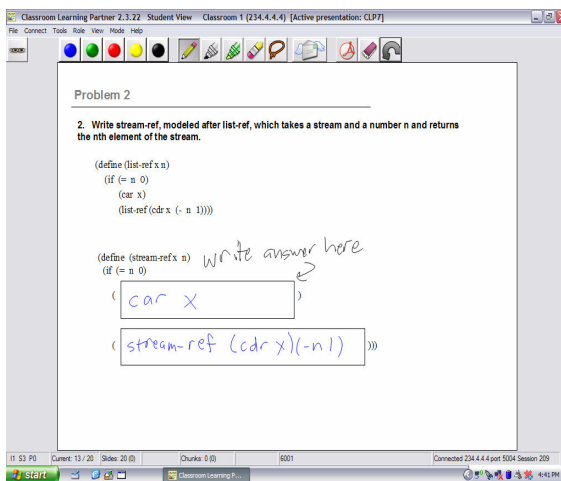 Classroom Learning Partner 2.3.22 Student View Classroom 1 (234.4.4.4) [Active presentation: CLP7]
File Connect Tools Role View Mode Help
Problem 2
2. Write stream-ref, modeled after list-ref, which takes a stream and a number n and returns
the nth element of the stream.
(define (list-ref x n)
(if (= n 0)
(car x)
(list-ref (cdr x (- n 1))))
(define (stream-ref x n) write answer here
(if (= n 0)
( car x )
( stream-ref (cdr x)(-n1) )))
I1 S3 P0 Current: 13 / 20 Slides: 20 (0) Chunks: 0 (0) 6001 Connected 234.4.4.4 port 5004 Session 209
start Classroom Learning P... 4:41 PM